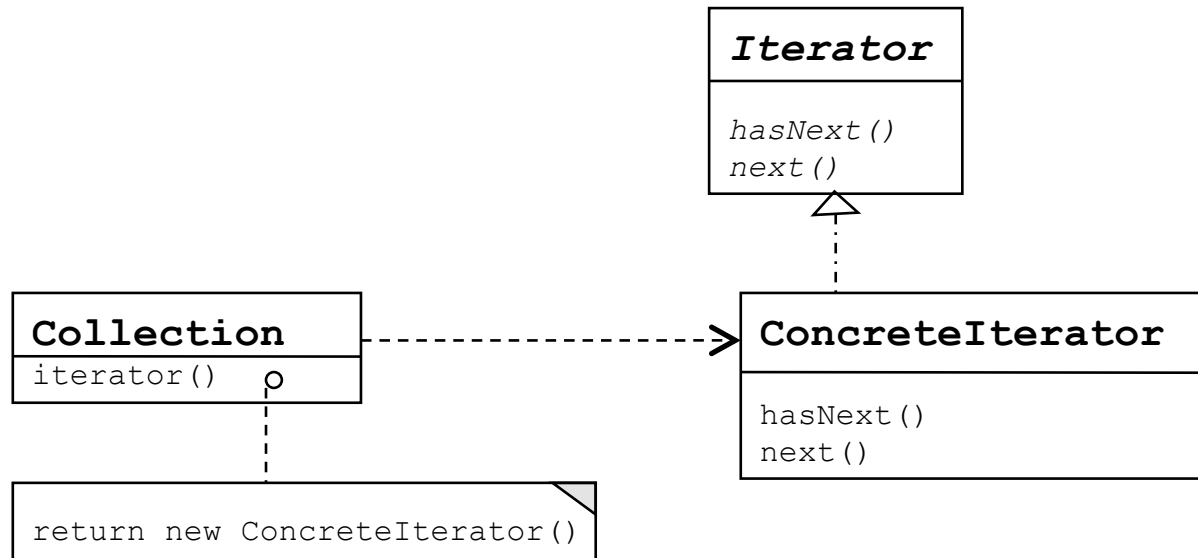 Iterator
hasNext()
next()
Collection
iterator()
ConcreteIterator
hasNext()
next()
return new ConcreteIterator()